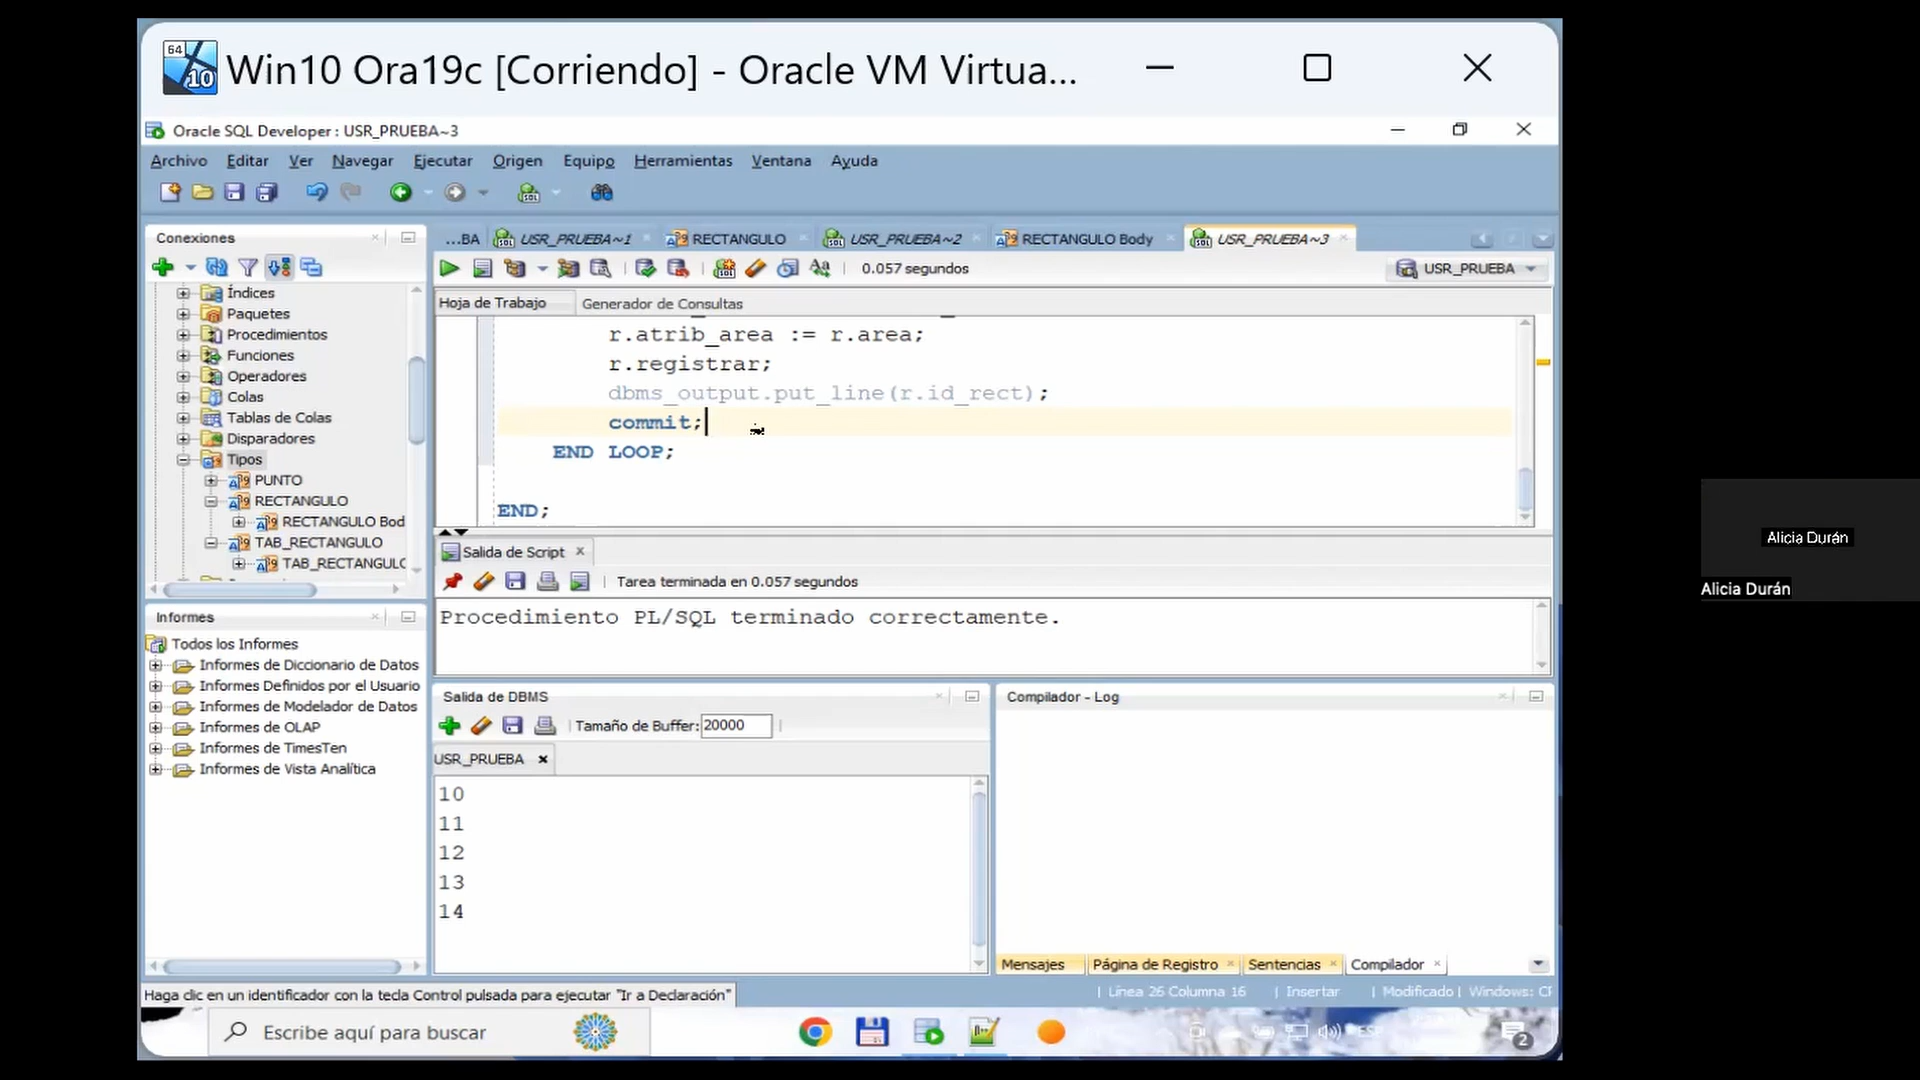 64
10
Win10 Ora19c [Corriendo] - Oracle VM Virtua...
Oracle SQL Developer : USR_PRUEBA~3
Archivo Editar Ver Navegar Ejecutar Origen Equipo Herramientas Ventana Ayuda
Conexiones
Índices
Paquetes
Procedimientos
Funciones
Operadores
Colas
Tablas de Colas
Disparadores
Tipos
PUNTO
RECTANGULO
RECTANGULO Bod
TAB_RECTANGULO
TAB_RECTANGULO
Informes
Todos los Informes
Informes de Diccionario de Datos
Informes Definidos por el Usuario
Informes de Modelador de Datos
Informes de OLAP
Informes de TimesTen
Informes de Vista Analítica
...BA USR_PRUEBA~1 RECTANGULO USR_PRUEBA~2 RECTANGULO Body USR_PRUEBA~3
0.057 segundos USR_PRUEBA
Hoja de Trabajo Generador de Consultas
r.atrib_area := r.area;
r.registrar;
dbms_output.put_line(r.id_rect);
commit;
END LOOP;
END;
Salida de Script
Tarea terminada en 0.057 segundos
Procedimiento PL/SQL terminado correctamente.
Salida de DBMS
Tamaño de Buffer: 20000
USR_PRUEBA
10
11
12
13
14
Compilador - Log
Mensajes Página de Registro Sentencias Compilador
Haga clic en un identificador con la tecla Control pulsada para ejecutar "Ir a Declaración"
Línea 26 Columna 16 Insertar Modificado Windows: CF
Escribe aquí para buscar
ESP
2
Alicia Durán
Alicia Durán